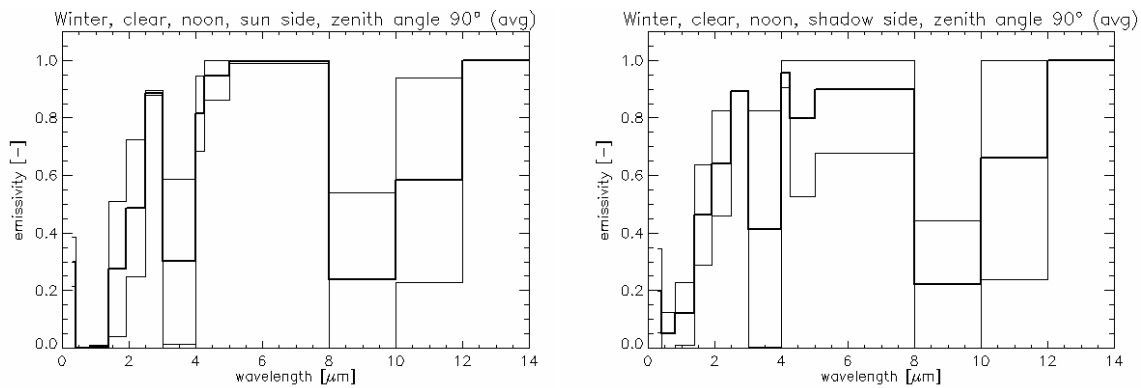 Winter, clear, noon, sun side, zenith angle 90° (avg)
1.0
0.8
0.6
0.4
0.2
0.0
emissivity [-]
0 2 4 6 8 10 12 14
wavelength [μm]
Winter, clear, noon, shadow side, zenith angle 90° (avg)
1.0
0.8
0.6
0.4
0.2
0.0
emissivity [-]
0 2 4 6 8 10 12 14
wavelength [μm]